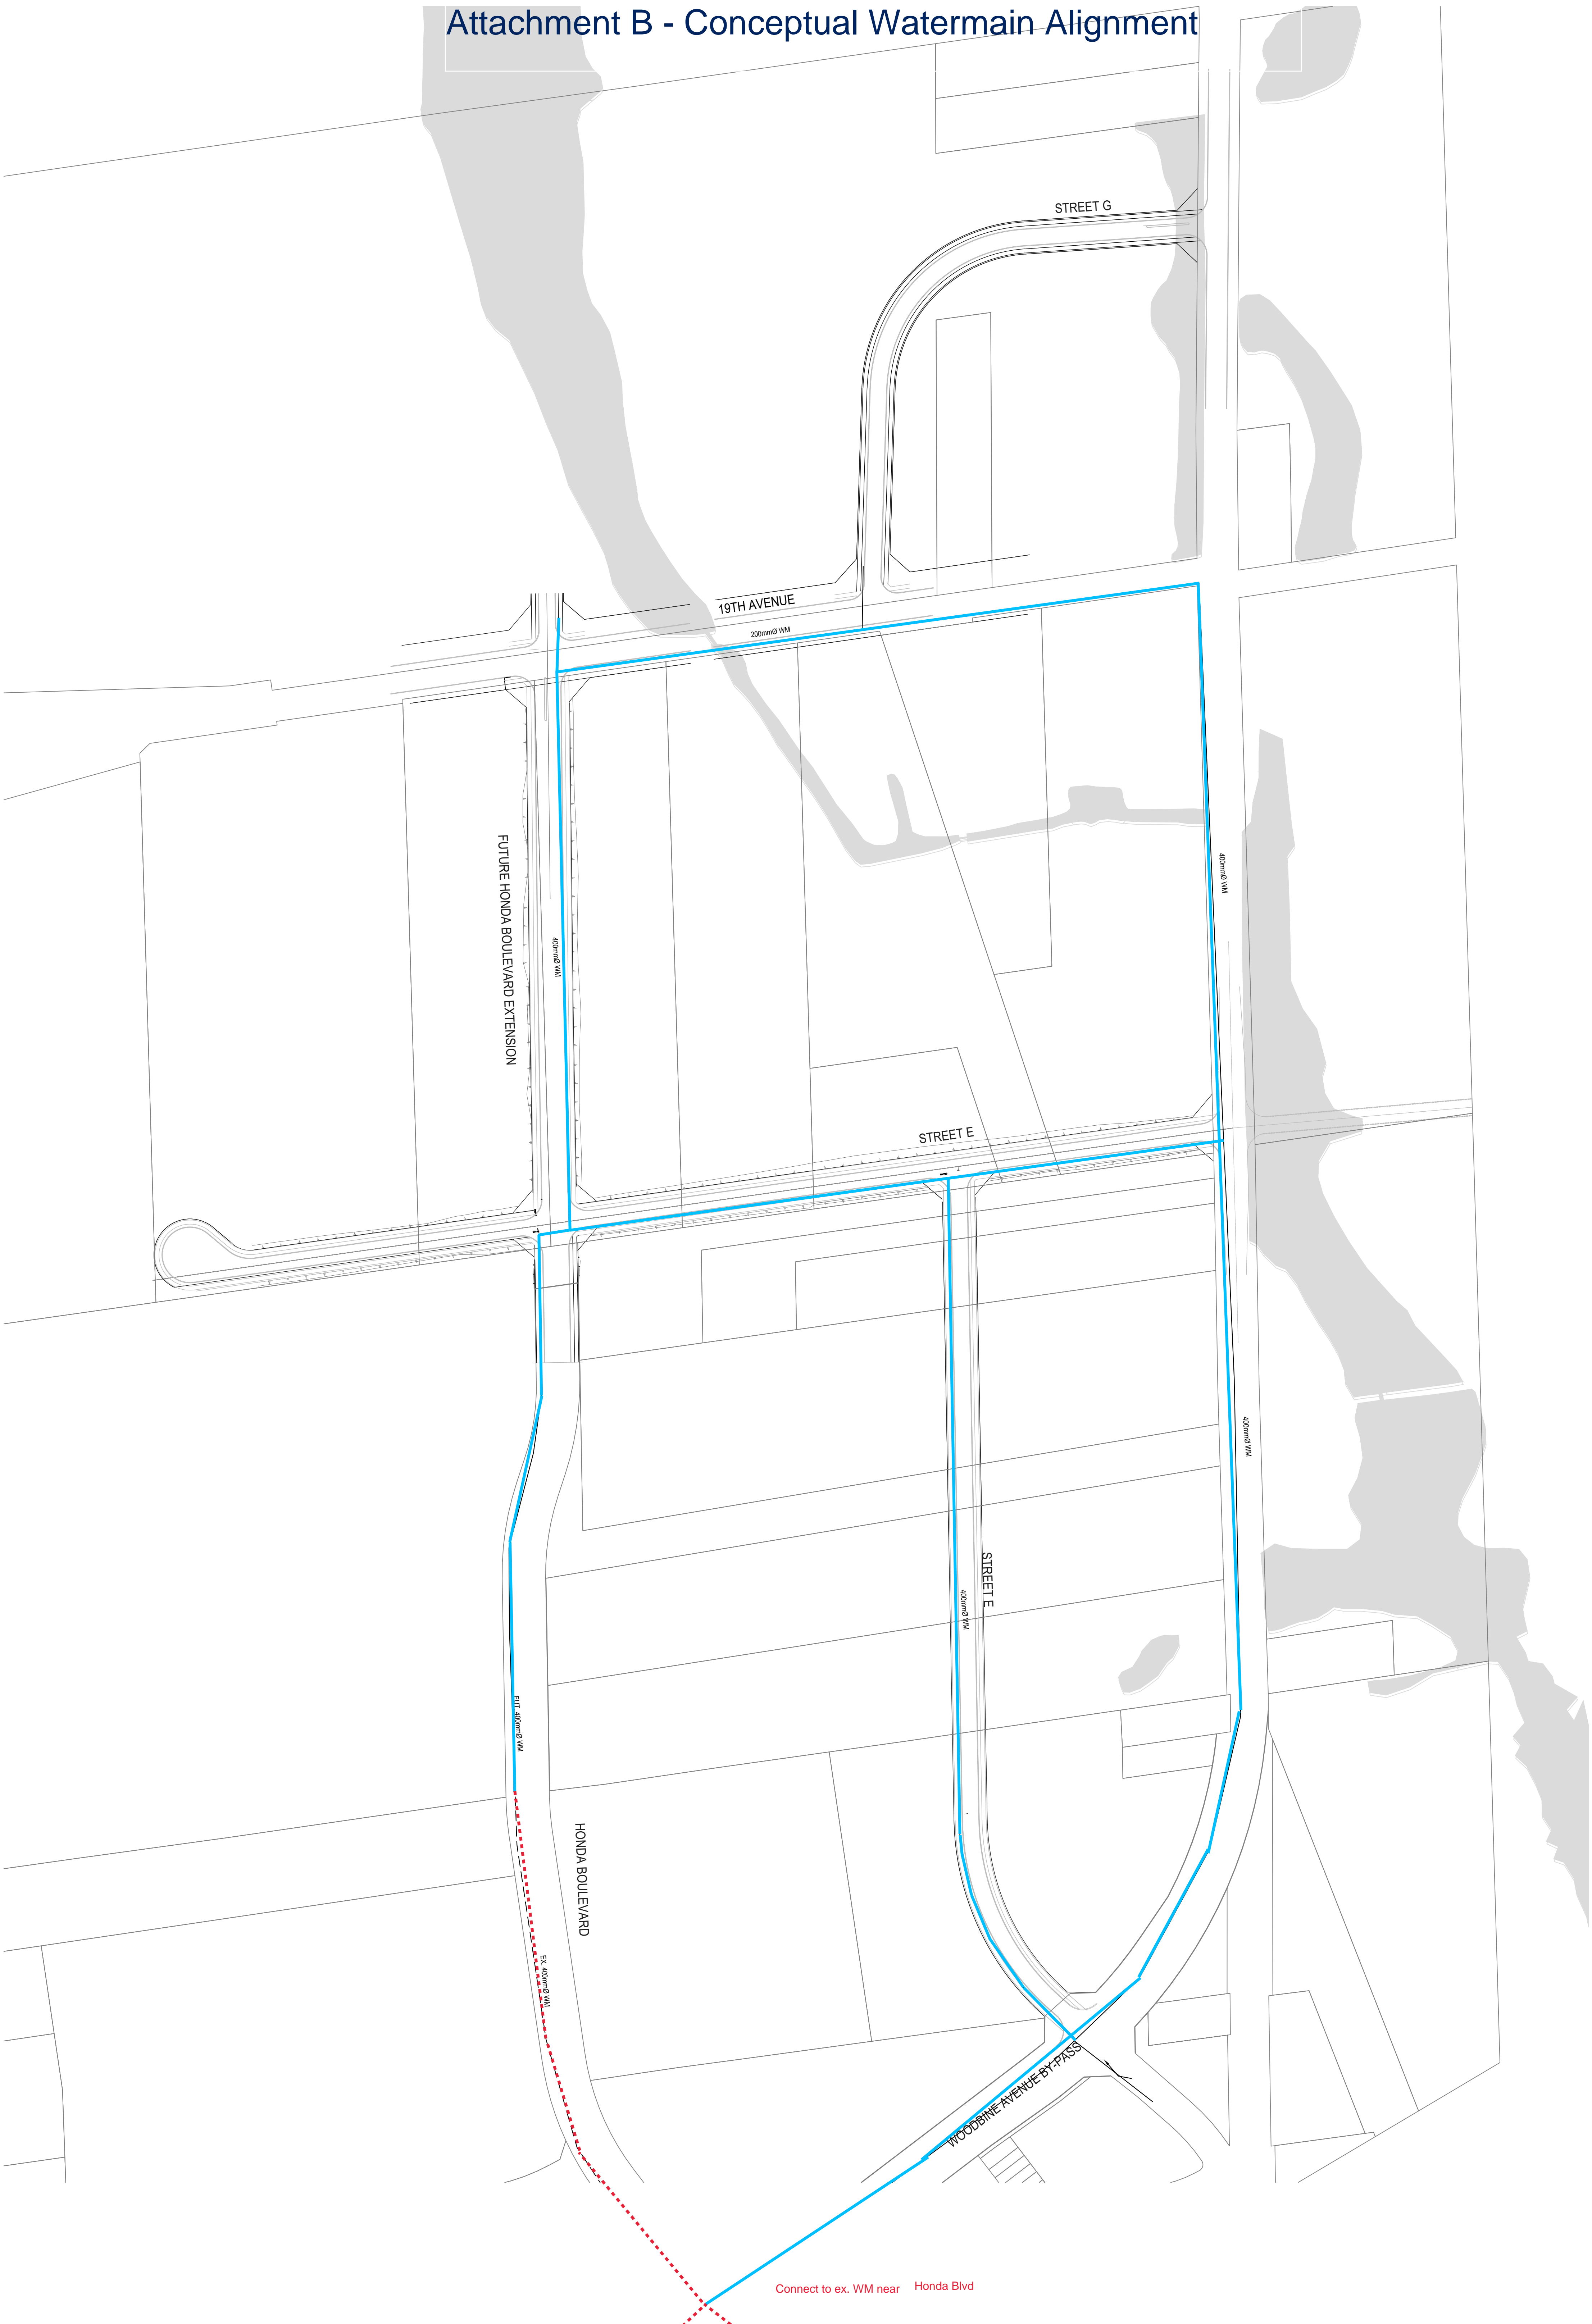 Attachment B - Conceptual Watermain Alignment
STREET G
19TH AVENUE
200mmØ WM
FUTURE HONDA BOULEVARD EXTENSION
400mmØ WM
400mmØ WM
STREET E
400mmØ WM
STREET E
400mmØ WM
FUT. 400mmØ WM
HONDA BOULEVARD
EX. 400mmØ WM
WOODBINE AVENUE BY-PASS
Connect to ex. WM near Honda Blvd